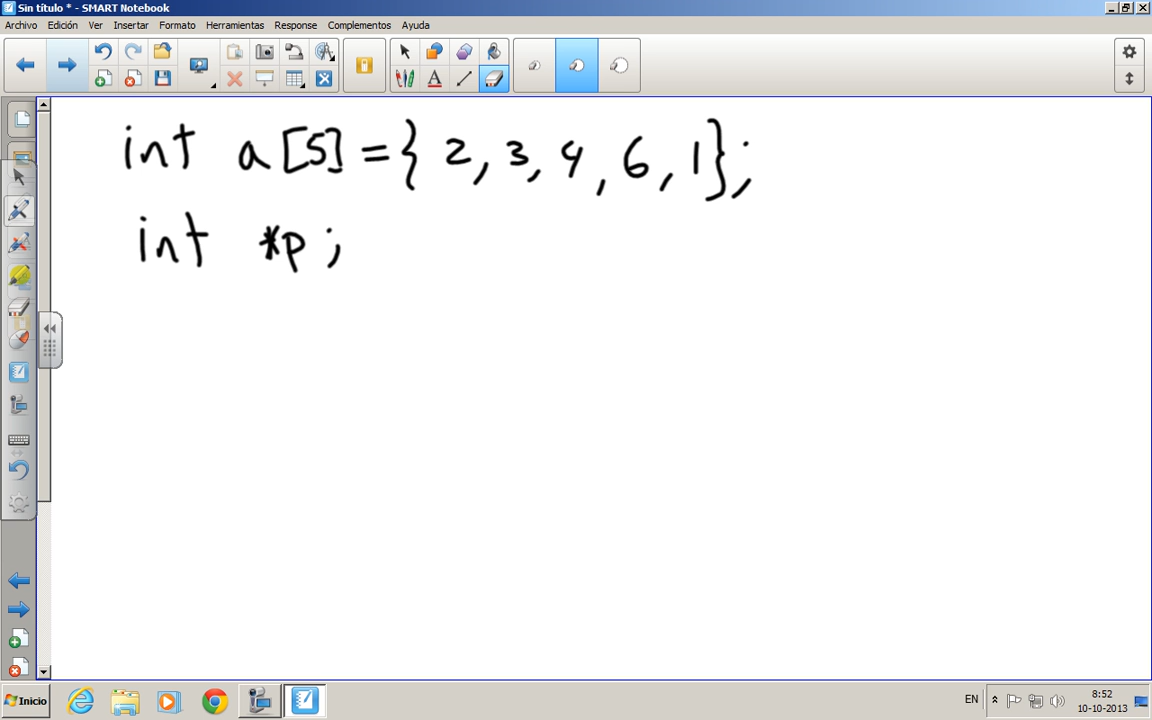 Sin título * - SMART Notebook
Archivo Edición Ver Insertar Formato Herramientas Response Complementos Ayuda
int a[5]={ 2, 3, 4, 6, 1};
int *p;
Inicio
EN
8:52
10-10-2013